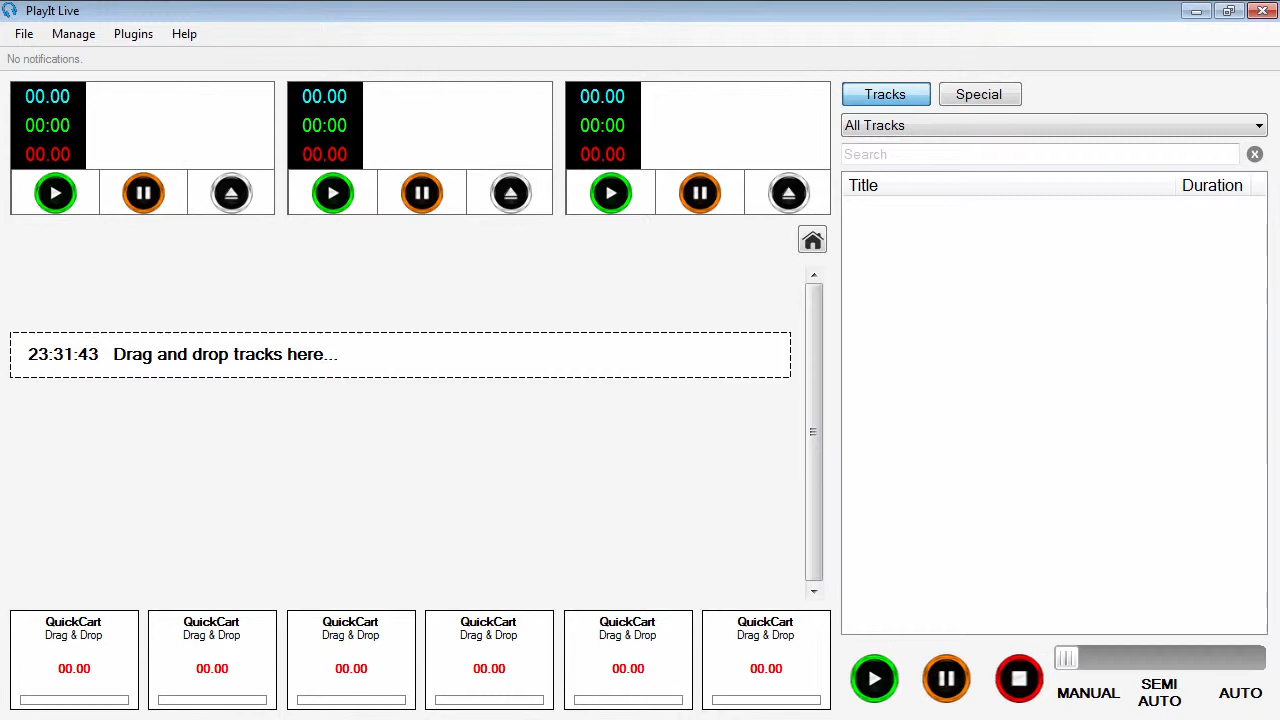 PlayIt Live
File Manage Plugins Help
No notifications.
00.00 00.00 00.00
00:00 00:00 00:00
00.00 00.00 00.00
Tracks Special
All Tracks
Search
Title Duration
23:31:43 Drag and drop tracks here...
QuickCart QuickCart QuickCart QuickCart QuickCart QuickCart
Drag & Drop Drag & Drop Drag & Drop Drag & Drop Drag & Drop Drag & Drop
00.00 00.00 00.00 00.00 00.00 00.00
MANUAL SEMI AUTO AUTO